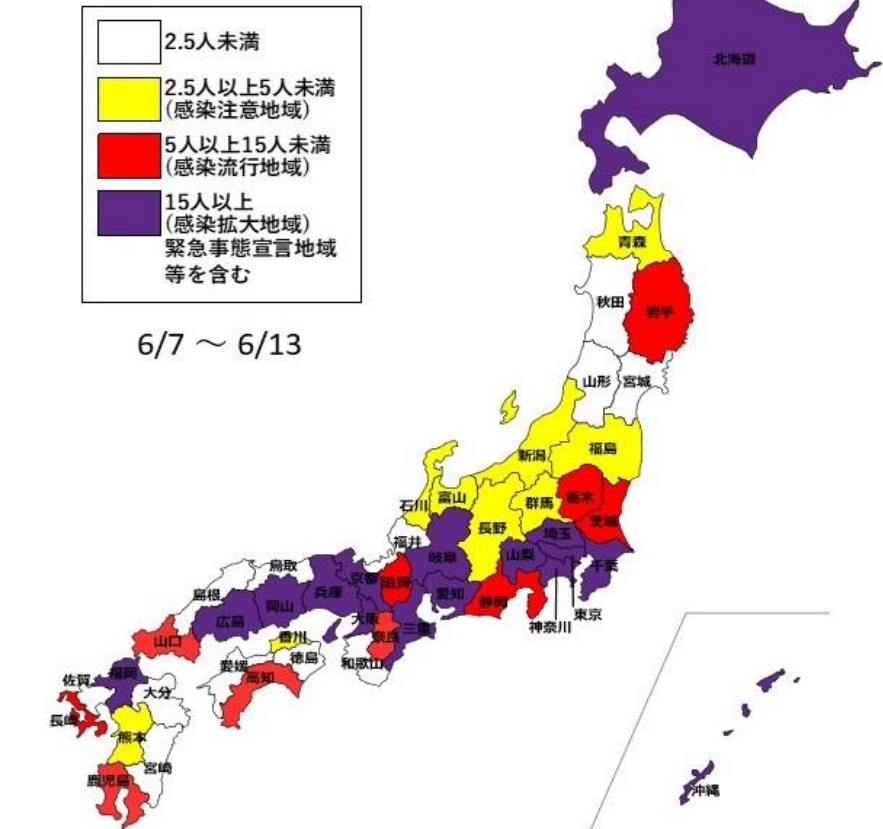 2.5人未満
2.5人以上5人未満
(感染注意地域)
5人以上15人未満
(感染流行地域)
15人以上
(感染拡大地域)
緊急事態宣言地域
等を含む
6/7 ～ 6/13
北海道
青森
秋田
岩手
山形
宮城
新潟
福島
石川
富山
群馬
栃木
長野
茨城
福井
岐阜
埼玉
山梨
千葉
鳥取
京都
滋賀
島根
兵庫
愛知
静岡
岡山
広島
大阪
三重
東京
神奈川
山口
香川
奈良
徳島
和歌山
愛媛
高知
佐賀
福岡
大分
長崎
熊本
宮崎
鹿児島
沖縄